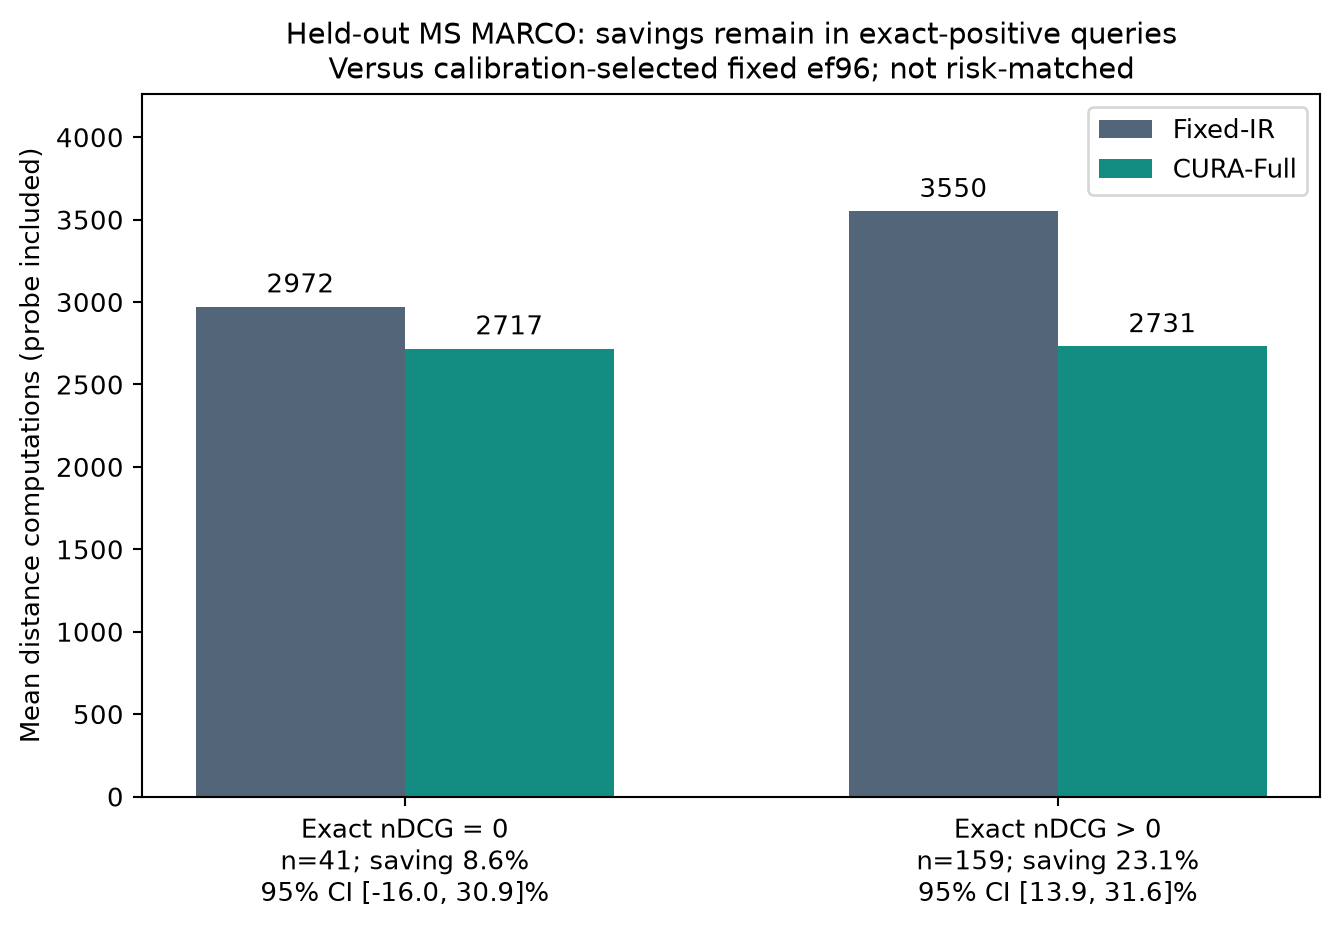 Held-out MS MARCO: savings remain in exact-positive queries
Versus calibration-selected fixed ef96; not risk-matched
Mean distance computations (probe included)
4000
3500
3000
2500
2000
1500
1000
500
0
Fixed-IR
CURA-Full
2972
2717
3550
2731
Exact nDCG = 0
n=41; saving 8.6%
95% CI [-16.0, 30.9]%
Exact nDCG > 0
n=159; saving 23.1%
95% CI [13.9, 31.6]%